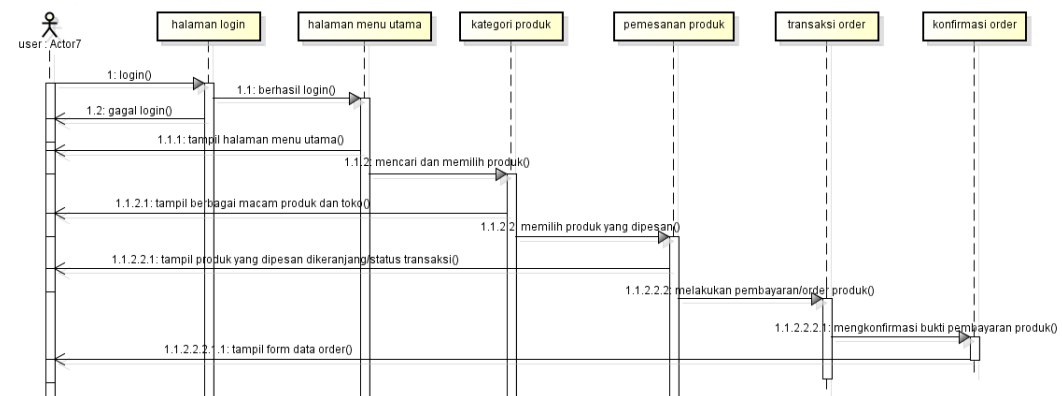 halaman login
halaman menu utama
kategori produk
pemesanan produk
transaksi order
konfirmasi order
user : Actor7
1: login()
1.1: berhasil login()
1.2: gagal login()
1.1.1: tampil halaman menu utama()
1.1.2: mencari dan memilih produk()
1.1.2.1: tampil berbagai macam produk dan toko()
1.1.2.2: memilih produk yang dipesan()
1.1.2.2.1: tampil produk yang dipesan dikeranjang/status transaksi()
1.1.2.2.2: melakukan pembayaran/order produk()
1.1.2.2.2.1: mengkonfirmasi bukti pembayaran produk()
1.1.2.2.2.1.1: tampil form data order()